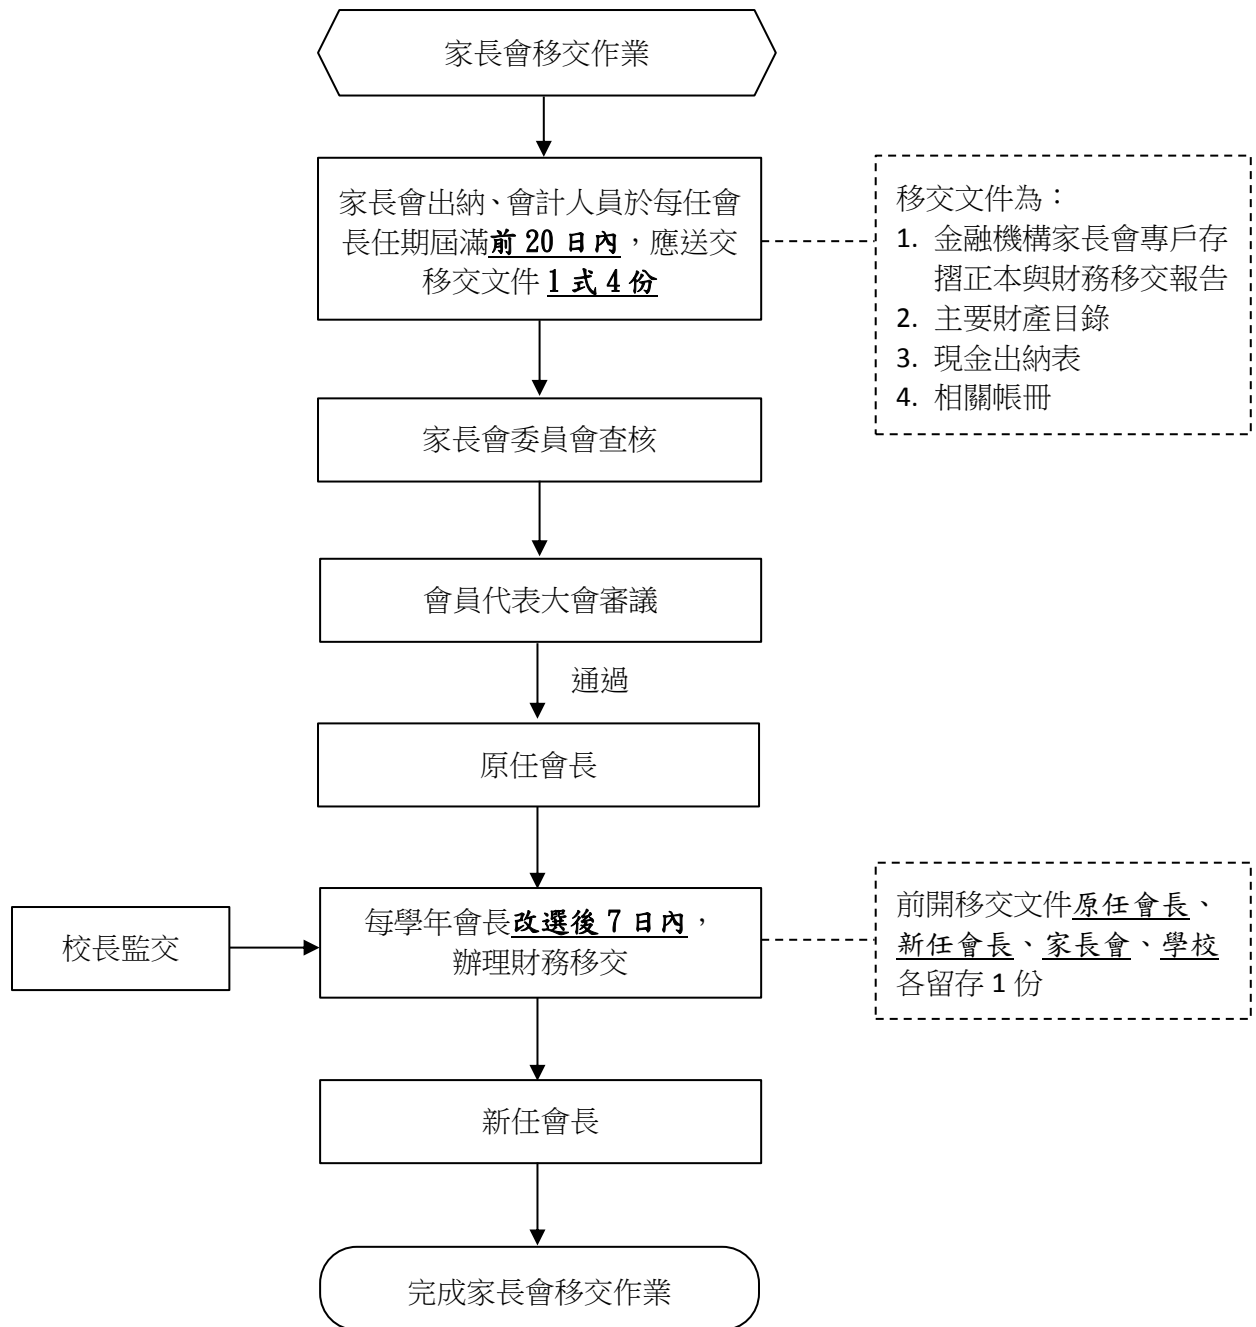 家長會移交作業
家長會出納、會計人員於每任會
長任期屆滿前 20 日內，應送交
移交文件 1 式 4 份
移交文件為：
1. 金融機構家長會專戶存
摺正本與財務移交報告
2. 主要財產目錄
3. 現金出納表
4. 相關帳冊
家長會委員會查核
會員代表大會審議
通過
原任會長
校長監交
每學年會長改選後 7 日內，
辦理財務移交
前開移交文件原任會長、
新任會長、家長會、學校
各留存 1 份
新任會長
完成家長會移交作業